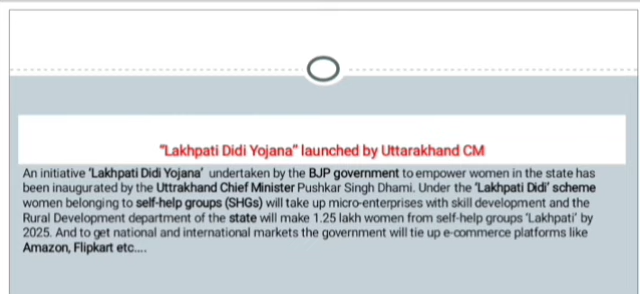 "Lakhpati Didi Yojana" launched by Uttarakhand CM
An initiative 'Lakhpati Didi Yojana' undertaken by the BJP government to empower women in the state has
been inaugurated by the Uttrakhand Chief Minister Pushkar Singh Dhami. Under the 'Lakhpati Didi' scheme
women belonging to self-help groups (SHGs) will take up micro-enterprises with skill development and the
Rural Development department of the state will make 1.25 lakh women from self-help groups 'Lakhpati' by
2025. And to get national and international markets the government will tie up e-commerce platforms like
Amazon, Flipkart etc....